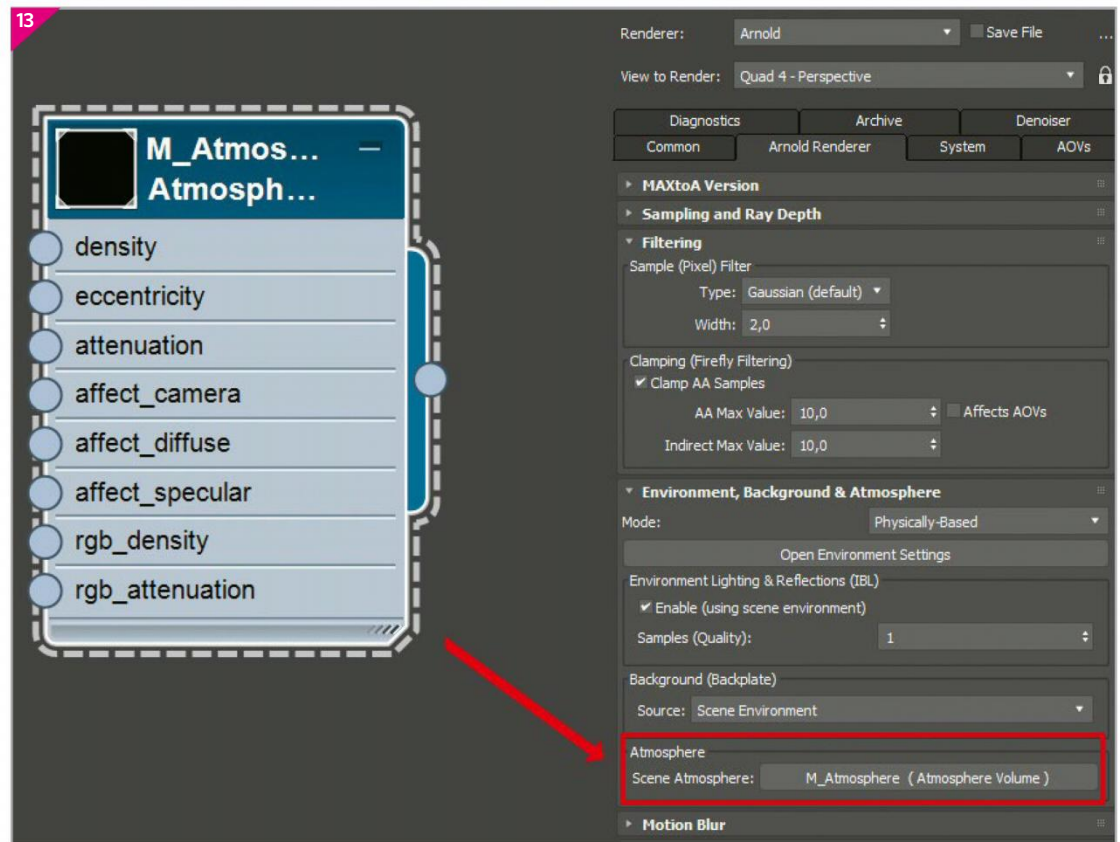 13
M_Atmos...
Atmosph...
density
eccentricity
attenuation
affect_camera
affect_diffuse
affect_specular
rgb_density
rgb_attenuation
Renderer: Arnold Save File ...
View to Render: Quad 4 - Perspective
Diagnostics Archive Denoiser
Common Arnold Renderer System AOVs
MAXtoA Version
Sampling and Ray Depth
Filtering
Sample (Pixel) Filter
Type: Gaussian (default)
Width: 2,0
Clamping (Firefly Filtering)
Clamp AA Samples
AA Max Value: 10,0 Affects AOVs
Indirect Max Value: 10,0
Environment, Background & Atmosphere
Mode: Physically-Based
Open Environment Settings
Environment Lighting & Reflections (IBL)
Enable (using scene environment)
Samples (Quality): 1
Background (Backplate)
Source: Scene Environment
Atmosphere
Scene Atmosphere: M_Atmosphere ( Atmosphere Volume )
Motion Blur